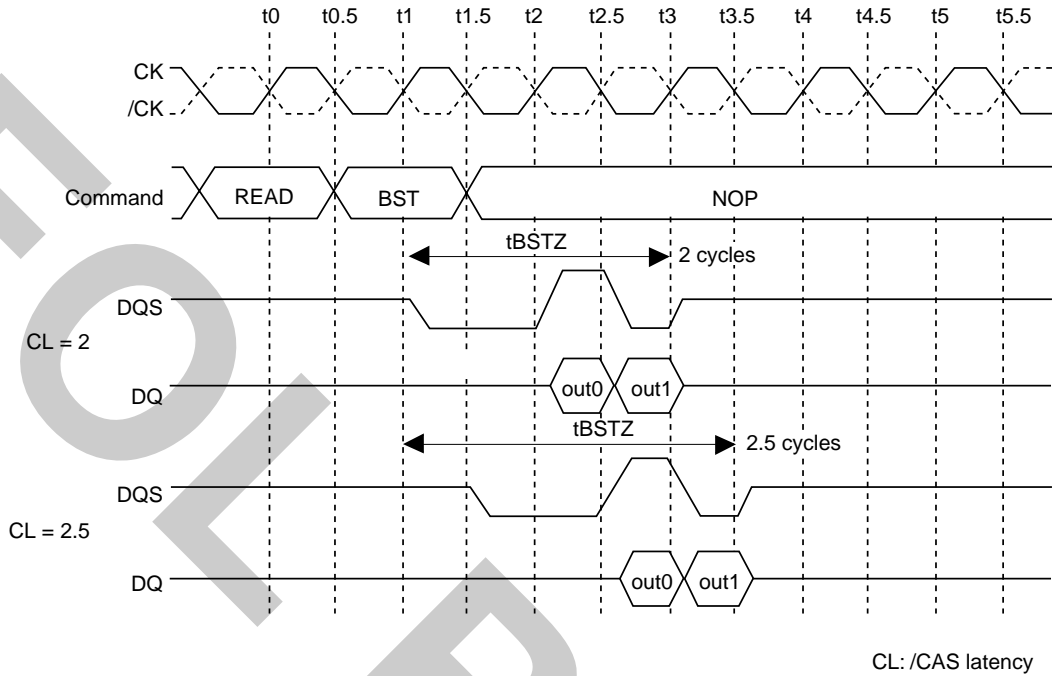 t0 t0.5 t1 t1.5 t2 t2.5 t3 t3.5 t4 t4.5 t5 t5.5
CK
/CK
Command READ BST NOP
tBSTZ 2 cycles
DQS
CL = 2
DQ out0 out1
tBSTZ 2.5 cycles
DQS
CL = 2.5
DQ out0 out1
CL: /CAS latency